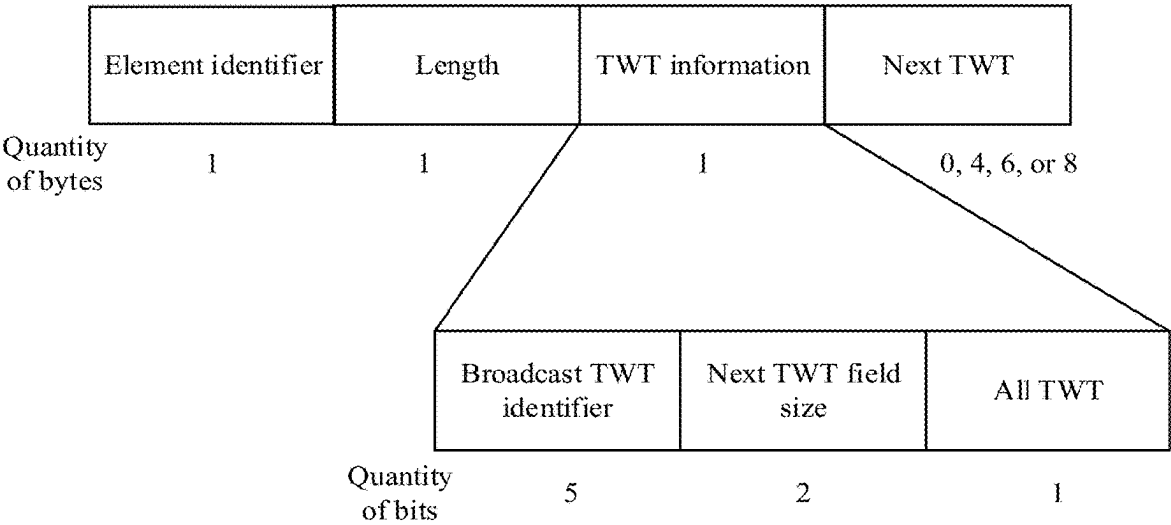 Element identifier
Length
TWT information
Next TWT
Quantity
of bytes
1
1
1
0, 4, 6, or 8
Broadcast TWT
identifier
Next TWT field
size
All TWT
Quantity
of bits
5
2
1